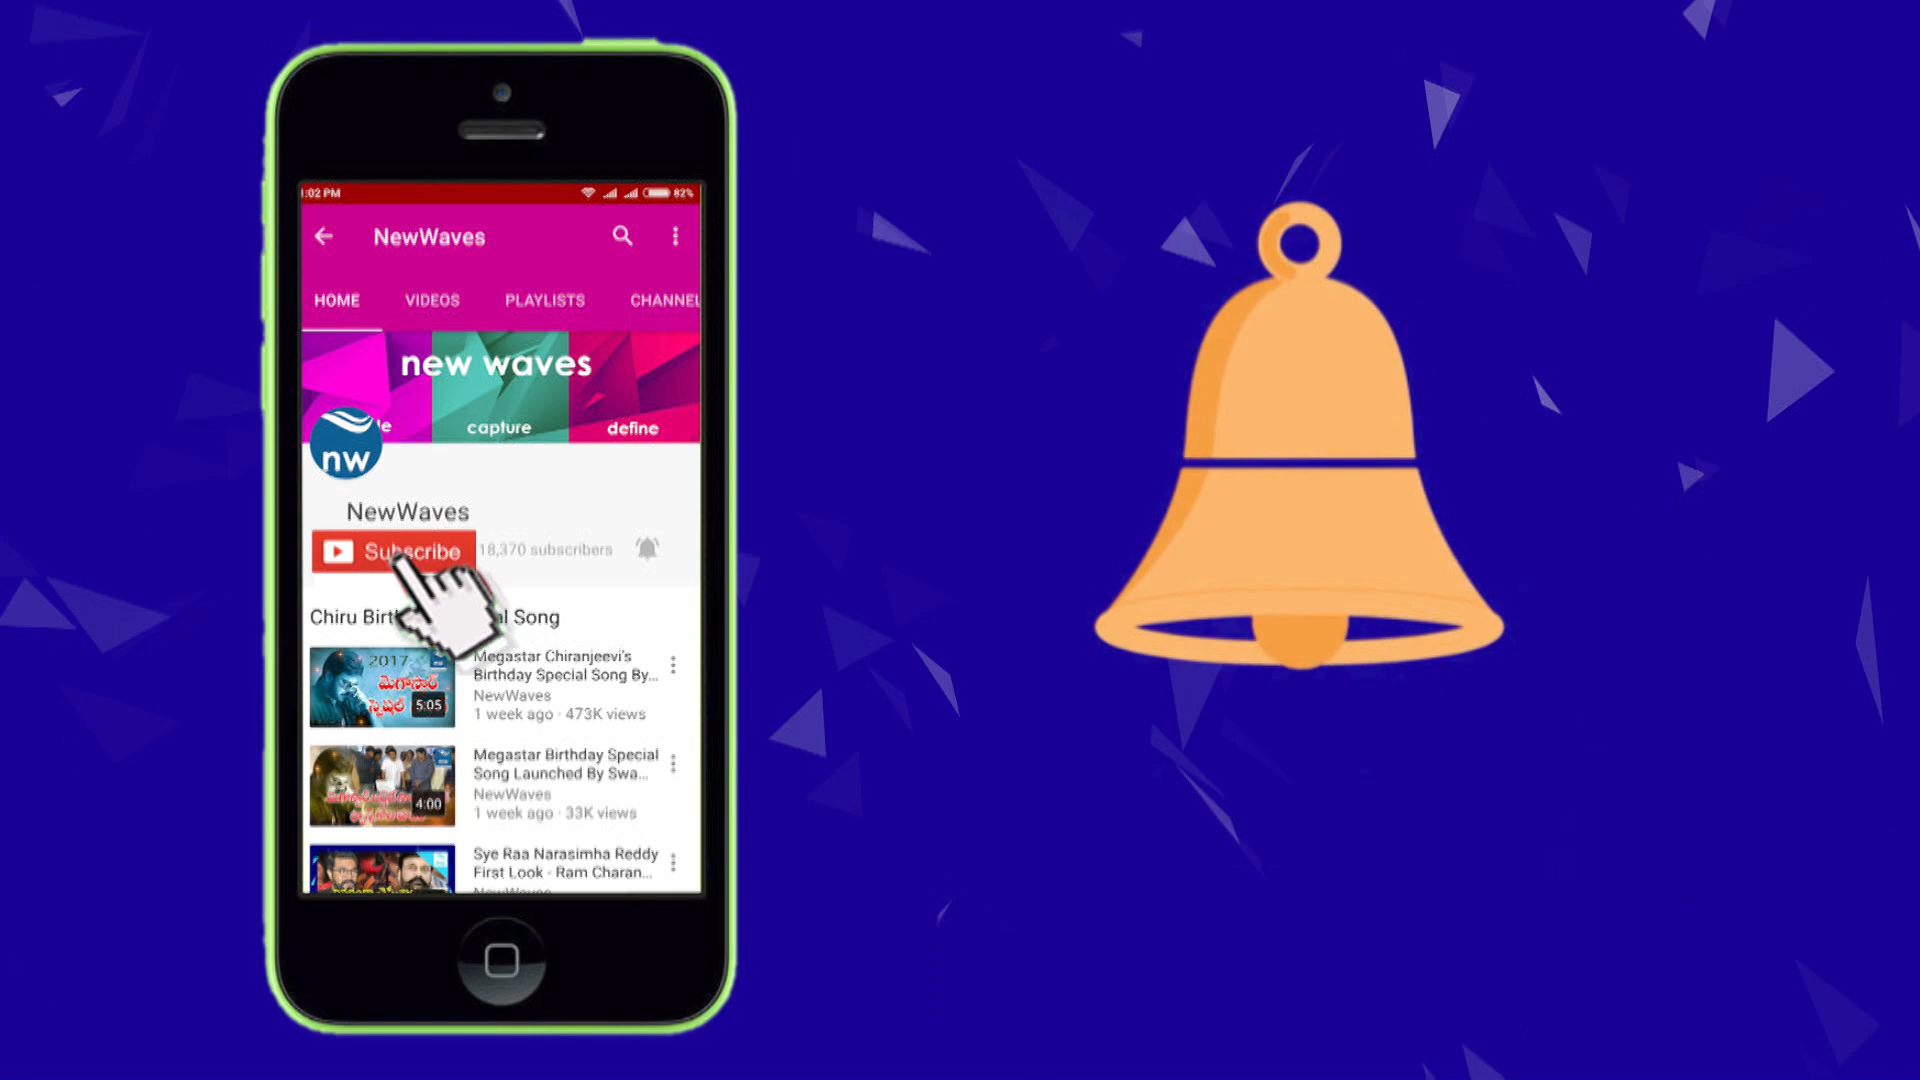 :02 PM
82%
NewWaves
HOME VIDEOS PLAYLISTS CHANNEL
new waves
capture
define
nw
NewWaves
Subscribe 18,370 subscribers
Chiru Song
2017
మెగాస్టార్
స్పెషల్
5:05
Megastar Chiranjeevi's
Birthday Special Song By...
NewWaves
1 week ago · 473K views
4:00
Megastar Birthday Special
Song Launched By Swa...
NewWaves
1 week ago · 33K views
Sye Raa Narasimha Reddy
First Look - Ram Charan...
NewWaves